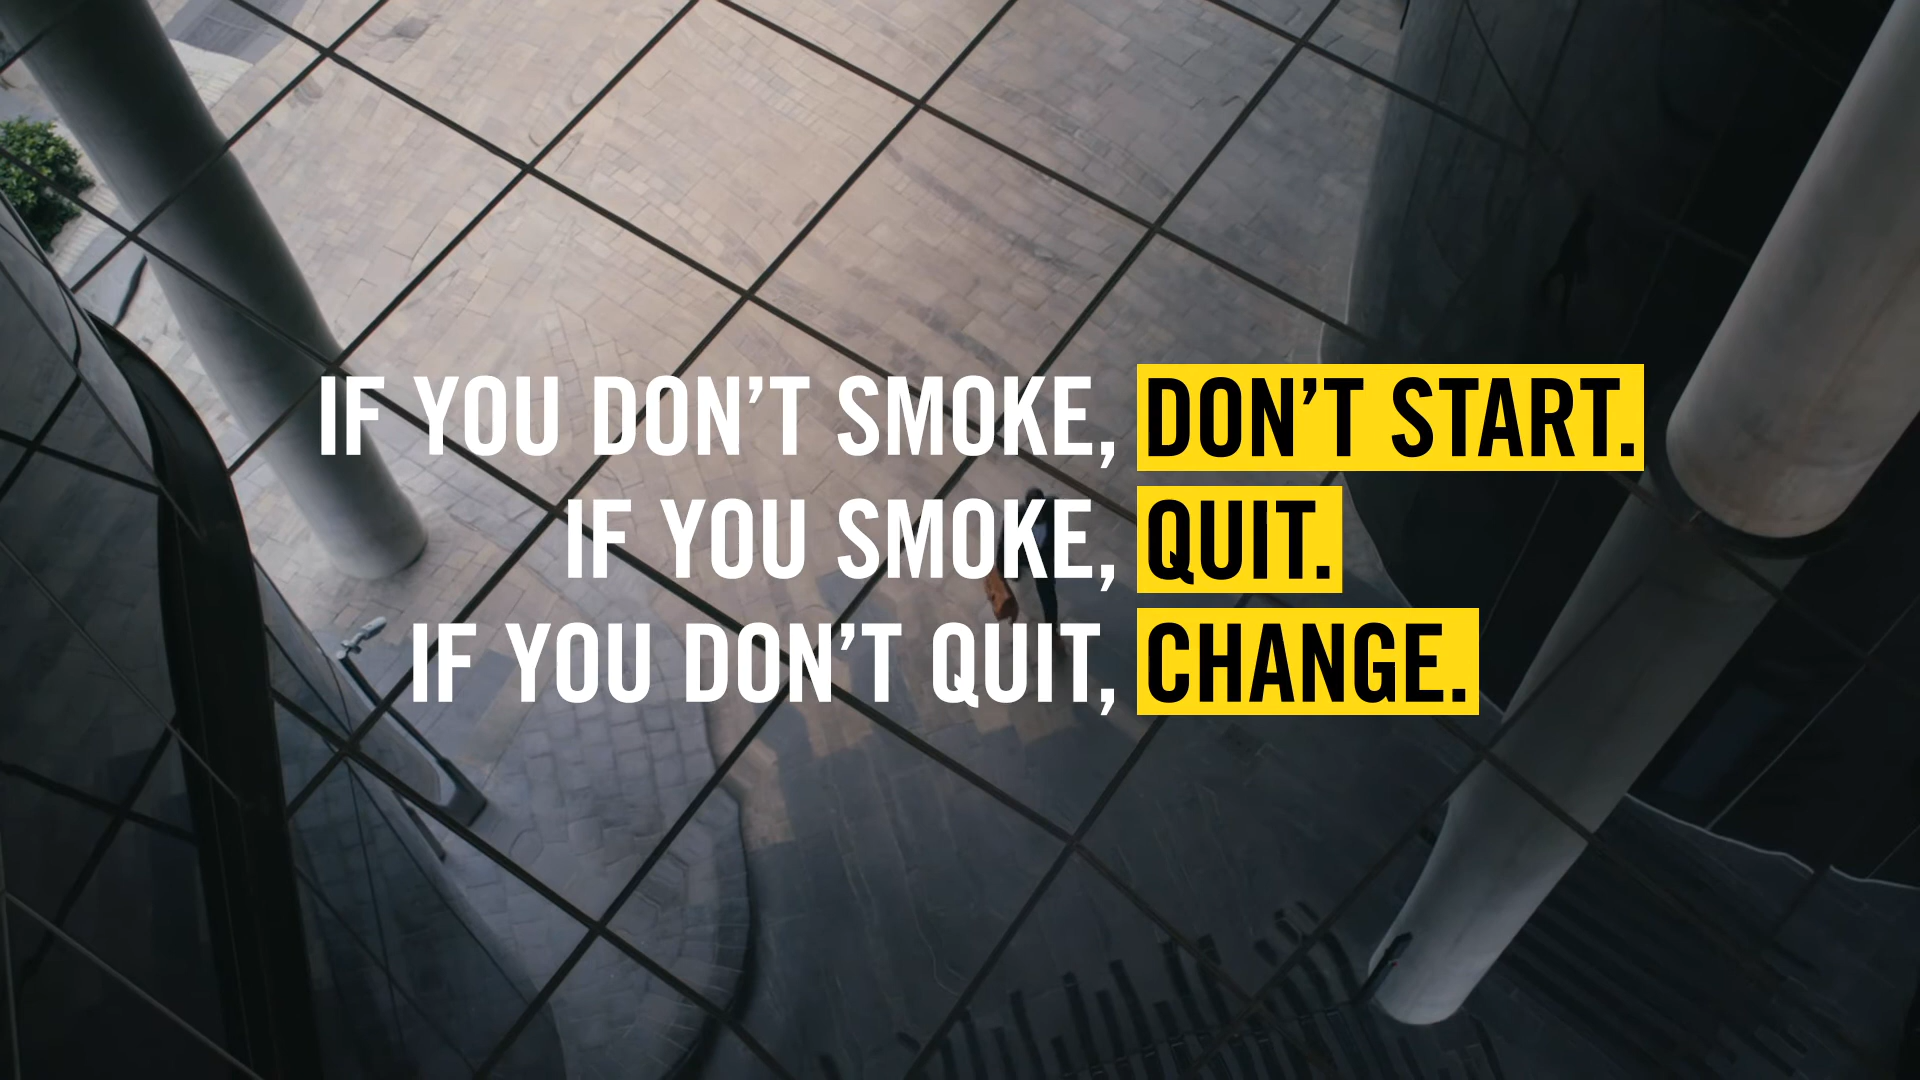 IF YOU DON’T SMOKE, DON’T START.
IF YOU SMOKE, QUIT.
IF YOU DON’T QUIT, CHANGE.